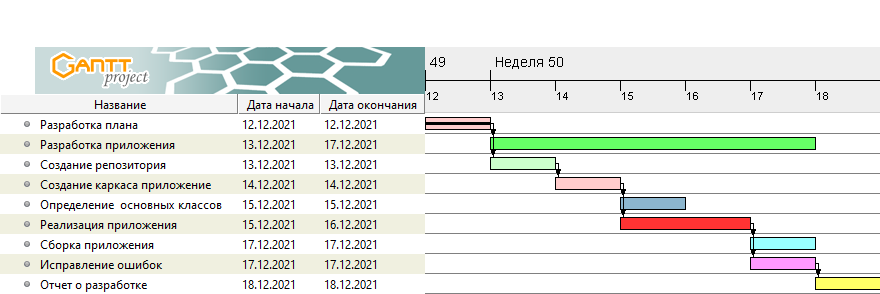 GANTT
project
49 Неделя 50
12 13 14 15 16 17 18
Название Дата начала Дата окончания
Разработка плана 12.12.2021 12.12.2021
Разработка приложения 13.12.2021 17.12.2021
Создание репозитория 13.12.2021 13.12.2021
Создание каркаса приложение 14.12.2021 14.12.2021
Определение основных классов 15.12.2021 15.12.2021
Реализация приложения 15.12.2021 16.12.2021
Сборка приложения 17.12.2021 17.12.2021
Исправление ошибок 17.12.2021 17.12.2021
Отчет о разработке 18.12.2021 18.12.2021